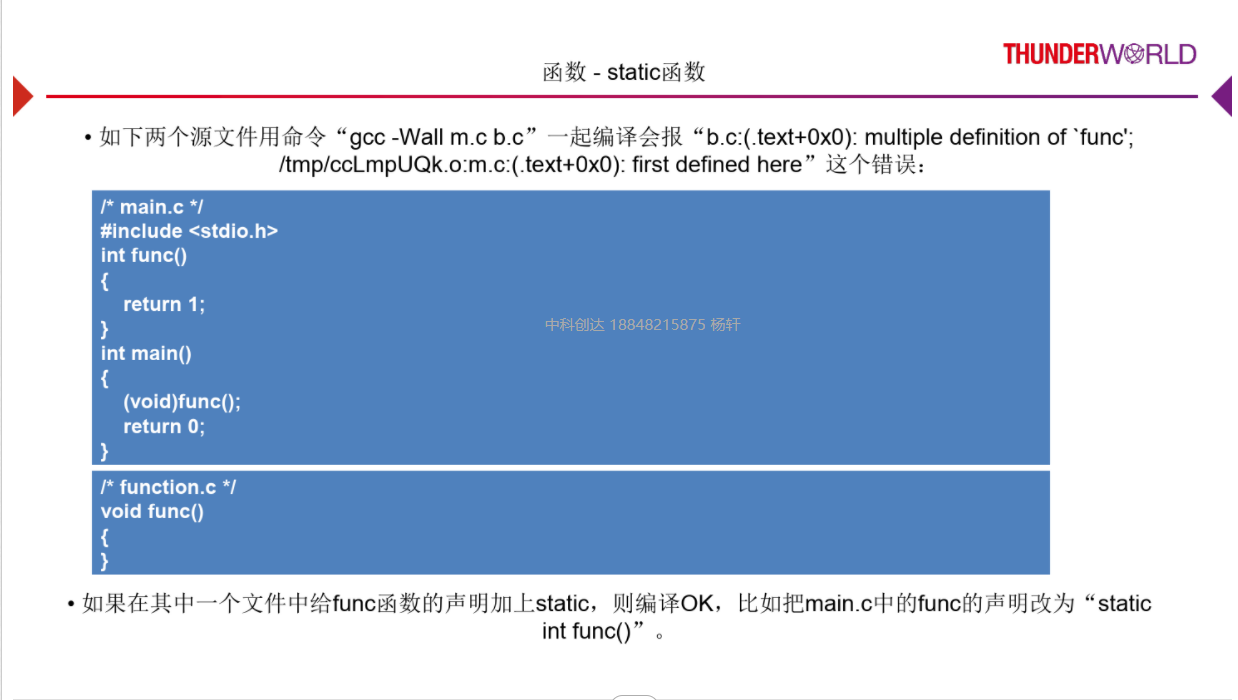 THUNDERWORLD
函数 - static函数
• 如下两个源文件用命令“gcc -Wall m.c b.c”一起编译会报“b.c:(.text+0x0): multiple definition of `func';
/tmp/ccLmpUQk.o:m.c:(.text+0x0): first defined here”这个错误：
/* main.c */
#include <stdio.h>
int func()
{
return 1;
}
int main()
{
(void)func();
return 0;
}
中科创达 18848215875 杨轩
/* function.c */
void func()
{
}
• 如果在其中一个文件中给func函数的声明加上static，则编译OK，比如把main.c中的func的声明改为“static
int func()”。